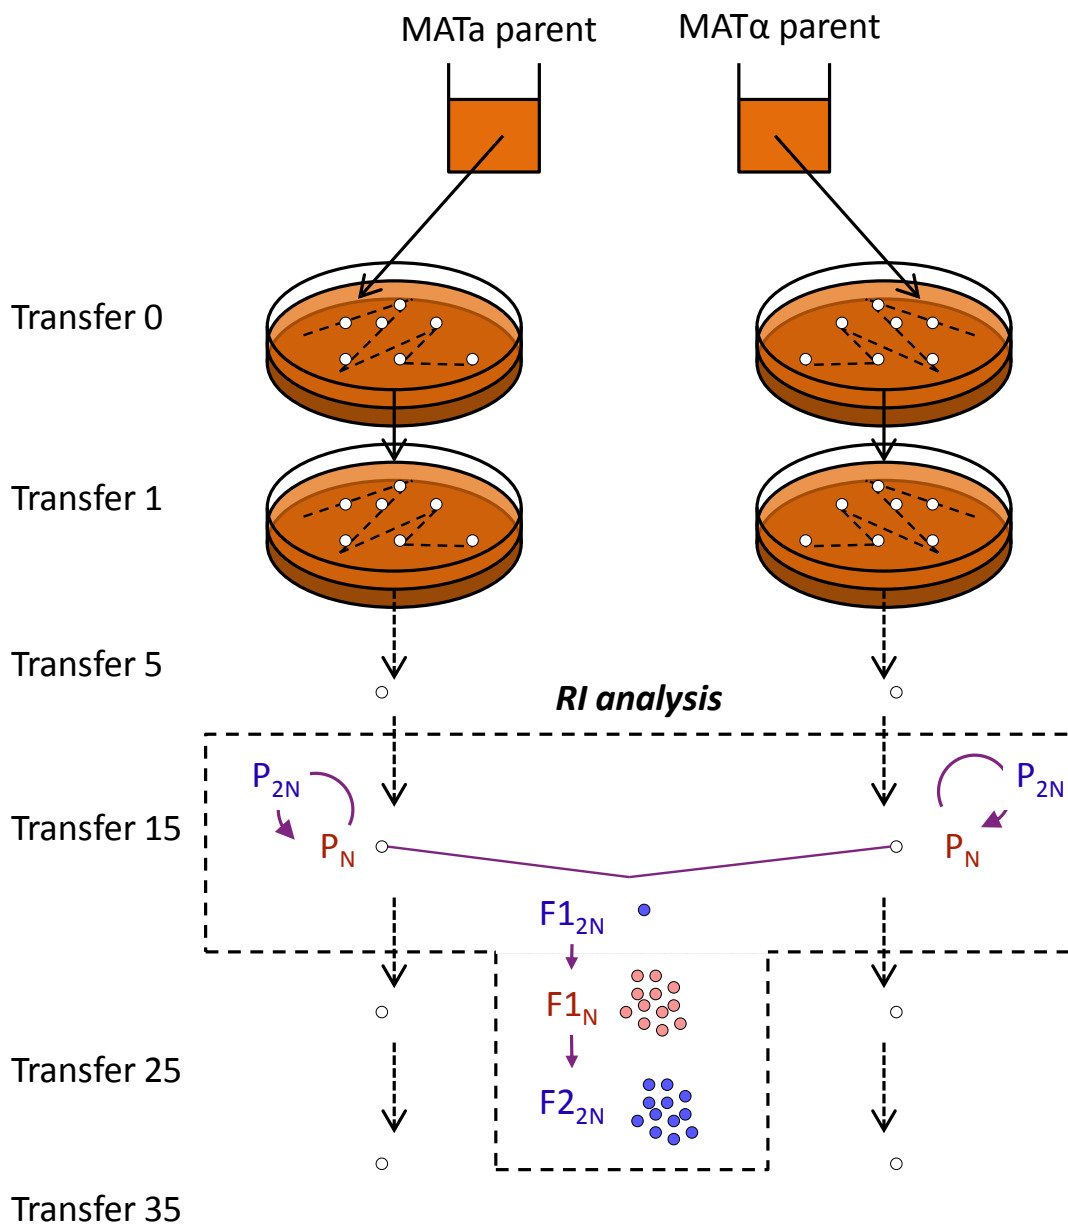 MATa parent
MATα parent
Transfer 0
Transfer 1
Transfer 5
RI analysis
P2N
P2N
Transfer 15
PN
PN
F12N
F1N
Transfer 25
F22N
Transfer 35